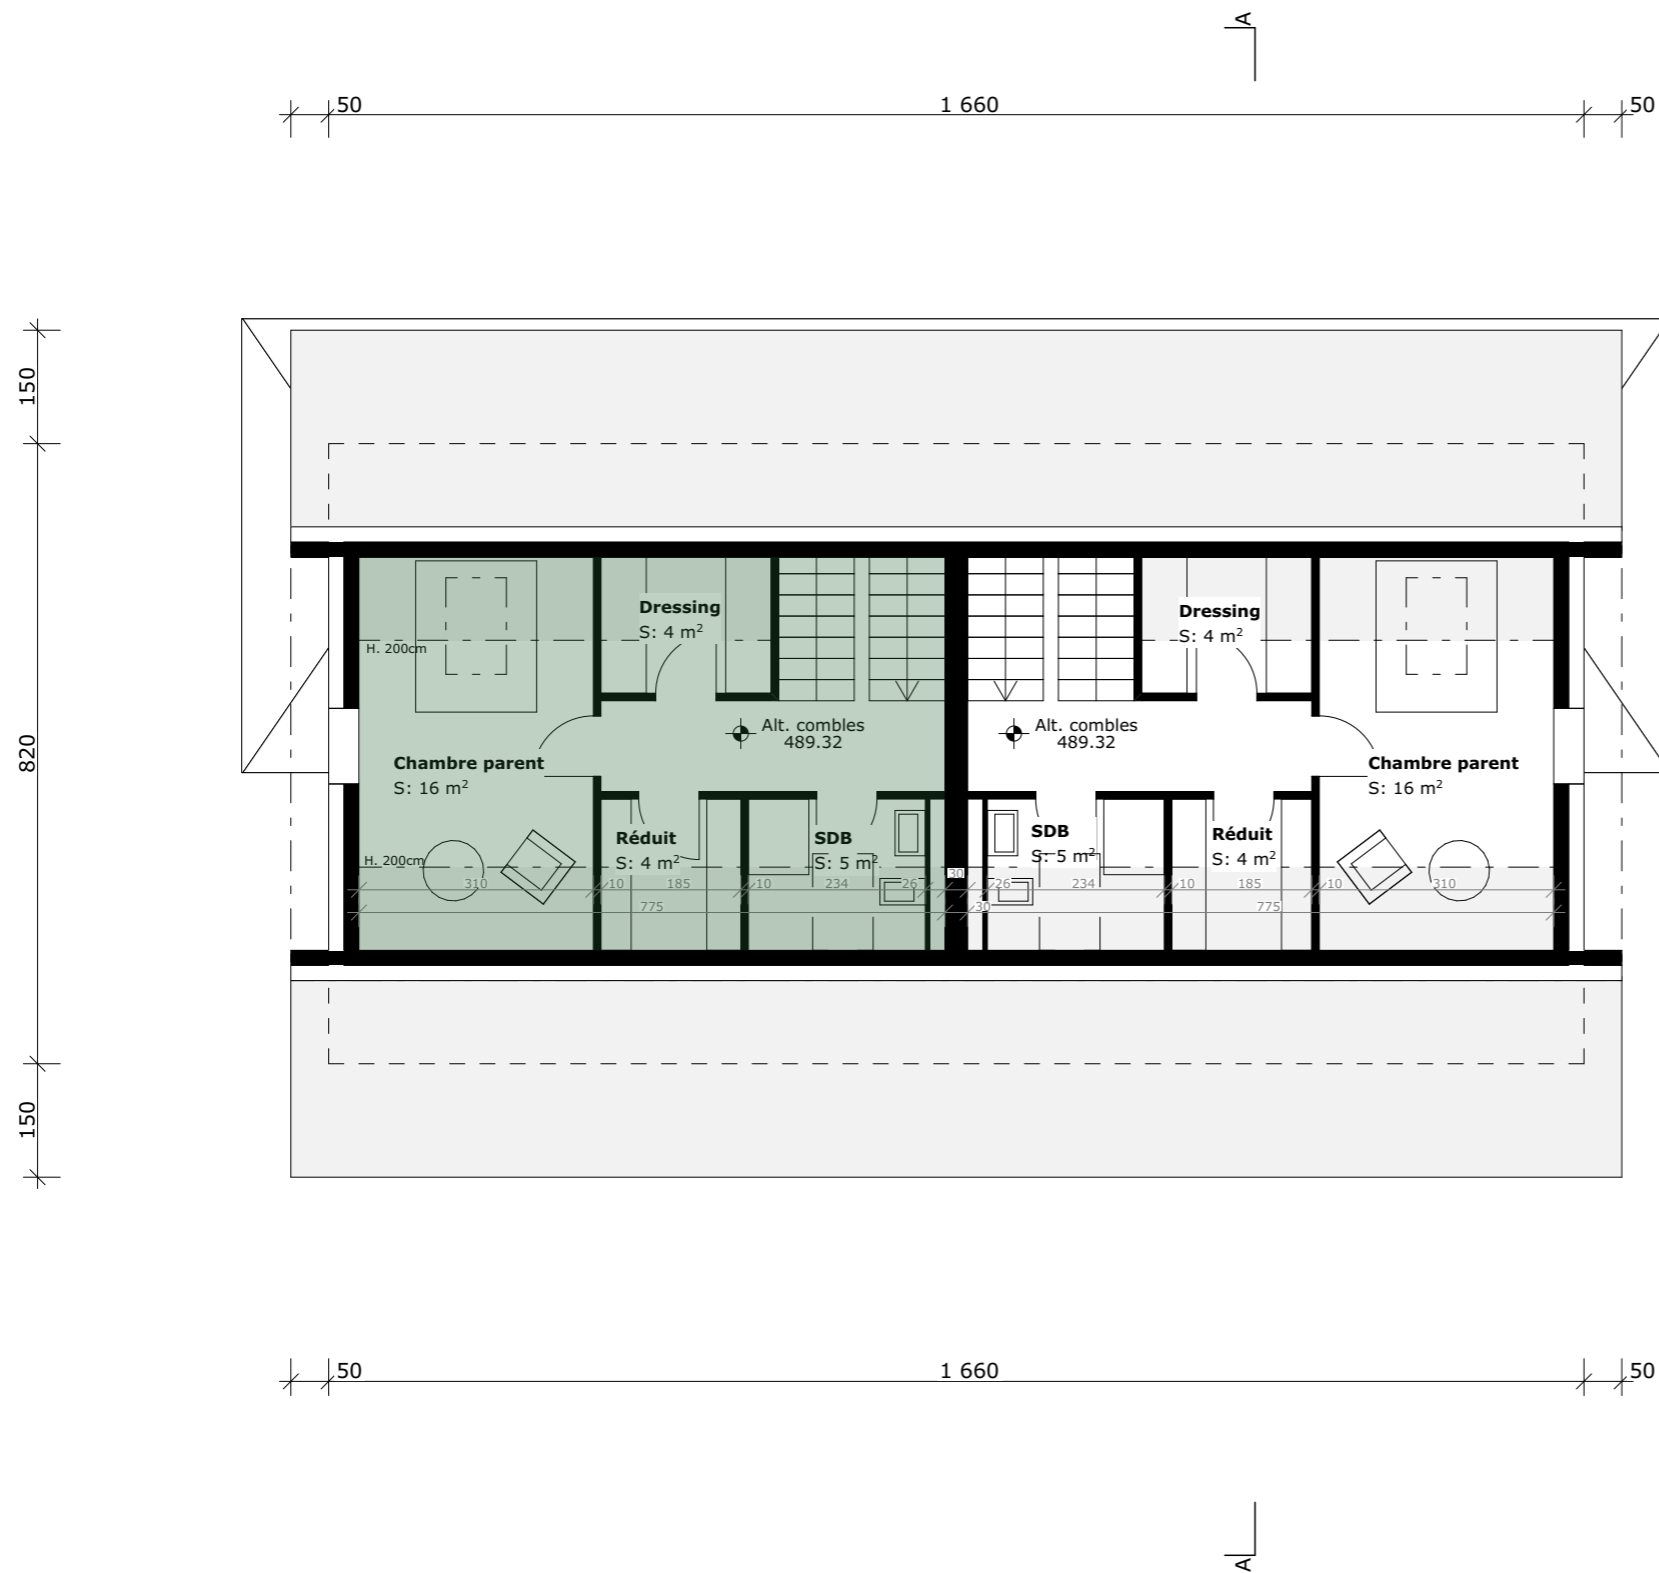 A
50
1 660
50
150
820
150
Dressing
S: 4 m²
Dressing
S: 4 m²
H. 200cm
Alt. combles
489.32
Alt. combles
489.32
Chambre parent
S: 16 m²
Chambre parent
S: 16 m²
Réduit
S: 4 m²
SDB
S: 5 m²
SDB
S: 5 m²
Réduit
S: 4 m²
H. 200cm
310
10
185
10
234
26
30
26
234
10
185
10
310
775
30
775
50
1 660
50
A